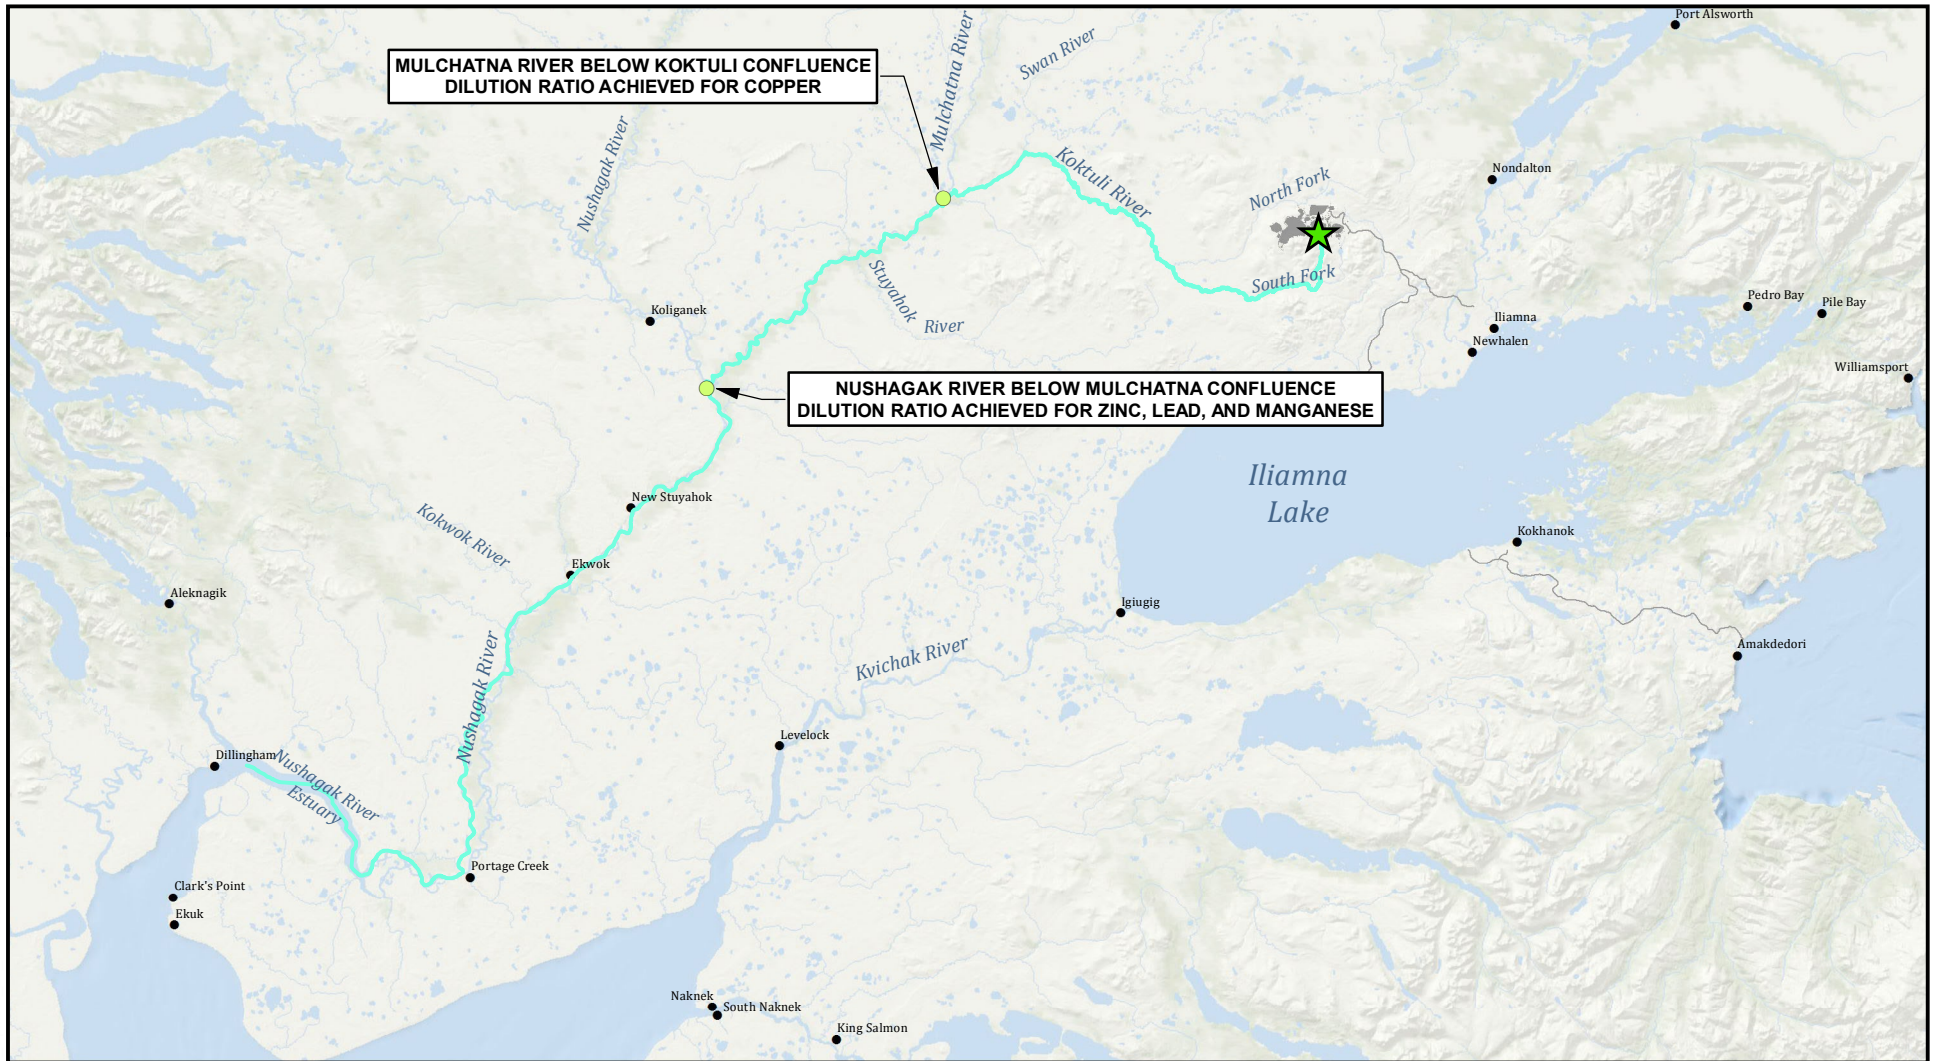 Port Alsworth
MULCHATNA RIVER BELOW KOKTULI CONFLUENCE
DILUTION RATIO ACHIEVED FOR COPPER
Mulchatna River
Swan River
Nushagak River
Koktuli River
North Fork
Nondalton
South Fork
Stuyahok
River
Koliganek
Pedro Bay
Pile Bay
Iliamna
Newhalen
Williamsport
NUSHAGAK RIVER BELOW MULCHATNA CONFLUENCE
DILUTION RATIO ACHIEVED FOR ZINC, LEAD, AND MANGANESE
Iliamna
Lake
New Stuyahok
Kokwok River
Kokhanok
Ekwok
Aleknagik
Igiugig
Nushagak River
Kvichak River
Amakdedori
Levelock
Dillingham
Nushagak River
Estuary
Portage Creek
Clark's Point
Ekuk
Naknek
South Naknek
King Salmon